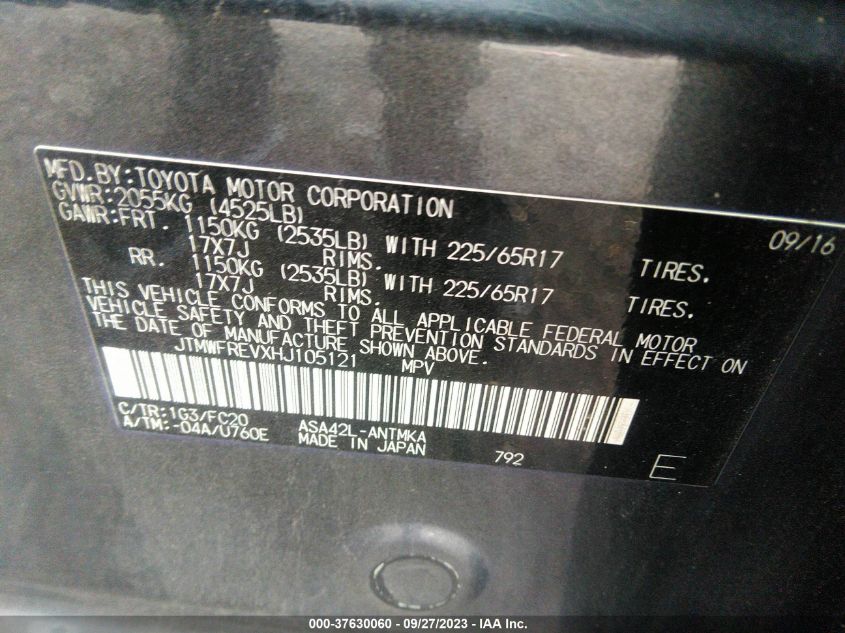 MFD.BY:TOYOTA MOTOR CORPORATION 09/16
GVWR:2055KG (4525LB)
GAWR:FRT. 1150KG (2535LB) WITH 225/65R17 TIRES.
17X7J RIMS.
RR. 1150KG (2535LB) WITH 225/65R17 TIRES.
17X7J RIMS.
THIS VEHICLE CONFORMS TO ALL APPLICABLE FEDERAL MOTOR
VEHICLE SAFETY AND THEFT PREVENTION STANDARDS IN EFFECT ON
THE DATE OF MANUFACTURE SHOWN ABOVE.
JTMWFREVXHJ105121 MPV
C/TR:1G3/FC20 ASA42L-ANTMKA
A/TM:-04A/U760E MADE IN JAPAN 792 E
000-37630060 - 09/27/2023 - IAA Inc.